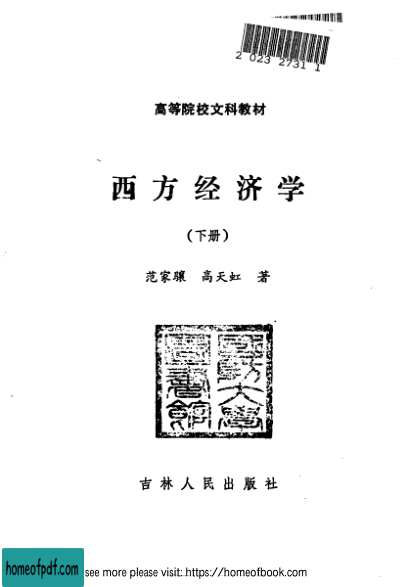 2 023 2731 1
高等院校文科教材
西方经济学
(下册)
范家骧 高天虹 著
吉林人民出版社
homeofpdf.com
see more please visit: https://homeofbook.com